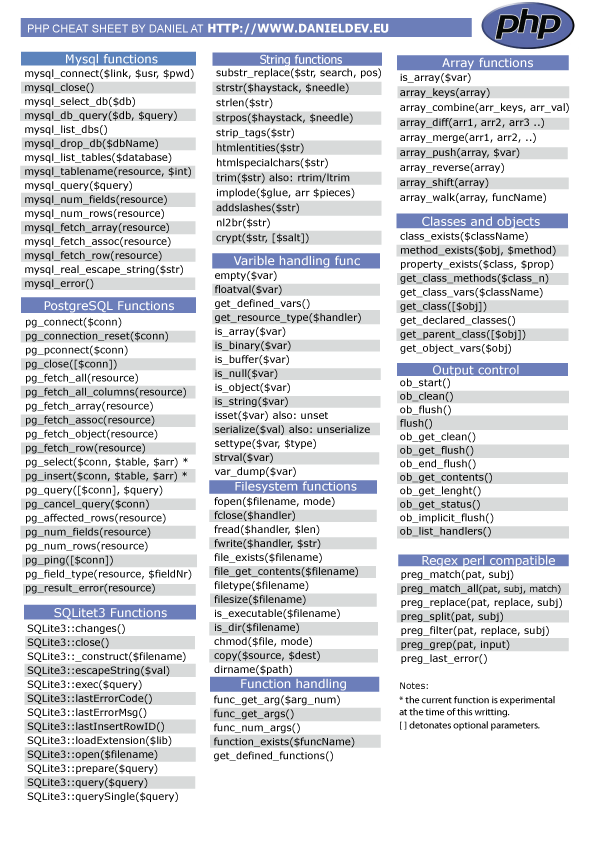 PHP CHEAT SHEET BY DANIEL AT HTTP://WWW.DANIELDEV.EU
php
Mysql functions
mysql_connect($link, $usr, $pwd)
mysql_close()
mysql_select_db($db)
mysql_db_query($db, $query)
mysql_list_dbs()
mysql_drop_db($dbName)
mysql_list_tables($database)
mysql_tablename(resource, $int)
mysql_query($query)
mysql_num_fields(resource)
mysql_num_rows(resource)
mysql_fetch_array(resource)
mysql_fetch_assoc(resource)
mysql_fetch_row(resource)
mysql_real_escape_string($str)
mysql_error()
PostgreSQL Functions
pg_connect($conn)
pg_connection_reset($conn)
pg_pconnect($conn)
pg_close([$conn])
pg_fetch_all(resource)
pg_fetch_all_columns(resource)
pg_fetch_array(resource)
pg_fetch_assoc(resource)
pg_fetch_object(resource)
pg_fetch_row(resource)
pg_select($conn, $table, $arr) *
pg_insert($conn, $table, $arr) *
pg_query([$conn], $query)
pg_cancel_query($conn)
pg_affected_rows(resource)
pg_num_fields(resource)
pg_num_rows(resource)
pg_ping([$conn])
pg_field_type(resource, $fieldNr)
pg_result_error(resource)
SQLitet3 Functions
SQLite3::changes()
SQLite3::close()
SQLite3::_construct($filename)
SQLite3::escapeString($val)
SQLite3::exec($query)
SQLite3::lastErrorCode()
SQLite3::lastErrorMsg()
SQLite3::lastInsertRowID()
SQLite3::loadExtension($lib)
SQLite3::open($filename)
SQLite3::prepare($query)
SQLite3::query($query)
SQLite3::querySingle($query)
String functions
substr_replace($str, search, pos)
strstr($haystack, $needle)
strlen($str)
strpos($haystack, $needle)
strip_tags($str)
htmlentities($str)
htmlspecialchars($str)
trim($str) also: rtrim/ltrim
implode($glue, arr $pieces)
addslashes($str)
nl2br($str)
crypt($str, [$salt])
Varible handling func
empty($var)
floatval($var)
get_defined_vars()
get_resource_type($handler)
is_array($var)
is_binary($var)
is_buffer($var)
is_null($var)
is_object($var)
is_string($var)
isset($var) also: unset
serialize($val) also: unserialize
settype($var, $type)
strval($var)
var_dump($var)
Filesystem functions
fopen($filename, mode)
fclose($handler)
fread($handler, $len)
fwrite($handler, $str)
file_exists($filename)
file_get_contents($filename)
filetype($filename)
filesize($filename)
is_executable($filename)
is_dir($filename)
chmod($file, mode)
copy($source, $dest)
dirname($path)
Function handling
func_get_arg($arg_num)
func_get_args()
func_num_args()
function_exists($funcName)
get_defined_functions()
Array functions
is_array($var)
array_keys(array)
array_combine(arr_keys, arr_val)
array_diff(arr1, arr2, arr3 ..)
array_merge(arr1, arr2, ..)
array_push(array, $var)
array_reverse(array)
array_shift(array)
array_walk(array, funcName)
Classes and objects
class_exists($className)
method_exists($obj, $method)
property_exists($class, $prop)
get_class_methods($class_n)
get_class_vars($className)
get_class([$obj])
get_declared_classes()
get_parent_class([$obj])
get_object_vars($obj)
Output control
ob_start()
ob_clean()
ob_flush()
flush()
ob_get_clean()
ob_get_flush()
ob_end_flush()
ob_get_contents()
ob_get_lenght()
ob_get_status()
ob_implicit_flush()
ob_list_handlers()
Regex perl compatible
preg_match(pat, subj)
preg_match_all(pat, subj, match)
preg_replace(pat, replace, subj)
preg_split(pat, subj)
preg_filter(pat, replace, subj)
preg_grep(pat, input)
preg_last_error()
Notes:
* the current function is experimental
at the time of this writting.
[ ] detonates optional parameters.